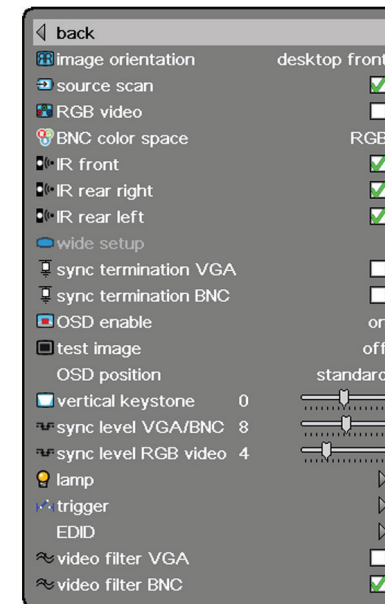 back
image orientation desktop front
source scan
RGB video
BNC color space RGB
IR front
IR rear right
IR rear left
wide setup
sync termination VGA
sync termination BNC
OSD enable on
test image off
OSD position standard
vertical keystone 0
sync level VGA/BNC 8
sync level RGB video 4
lamp
trigger
EDID
video filter VGA
video filter BNC